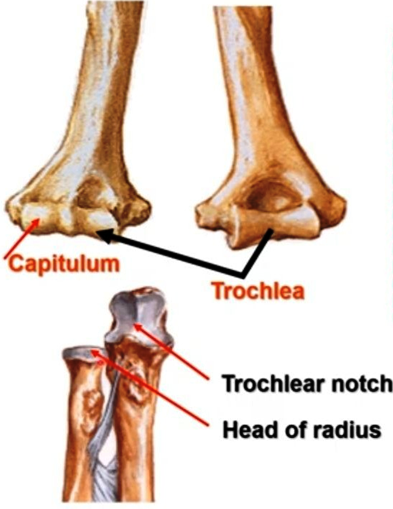 Capitulum
Trochlea
Trochlear notch
Head of radius